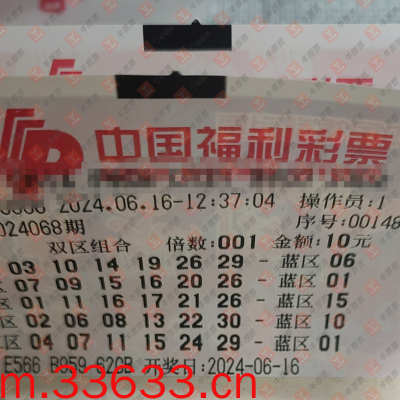 中国福利彩票
2024.06.16-12:37:04 操作员:1
024068期 序号:00148
双区组合 倍数:001 金额:10元
03 10 14 19 26 29 - 蓝区 06
区 07 09 15 16 20 26 - 蓝区 01
区 01 11 16 17 21 26 - 蓝区 15
区 02 06 08 13 22 30 - 蓝区 10
区 04 07 11 15 24 29 - 蓝区 01
E566 B959 62CB 开奖日:2024-06-16
m.33633.cn